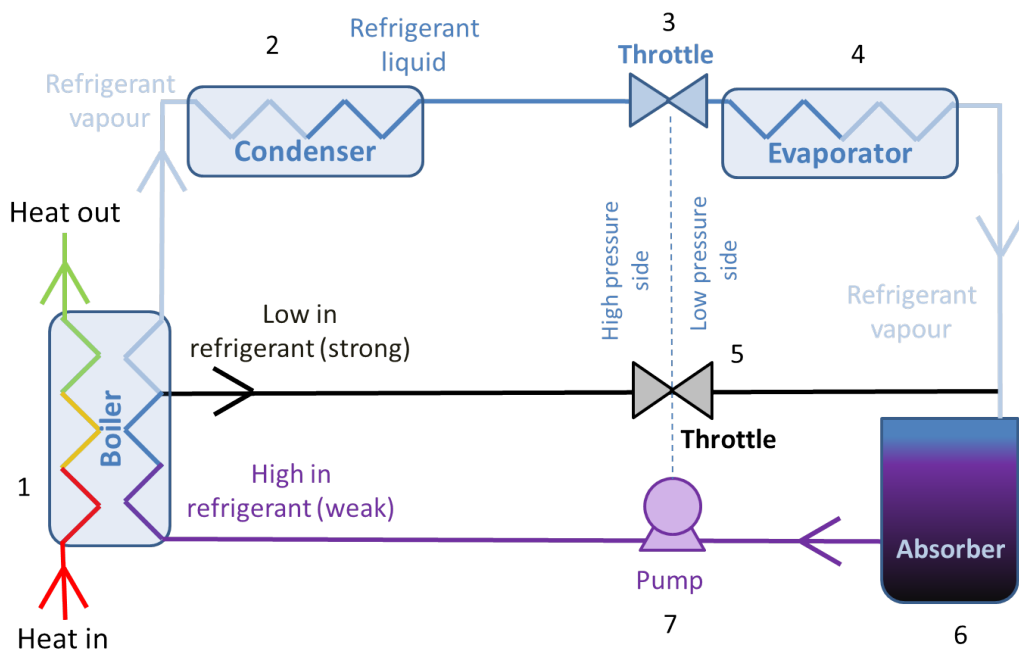 2
Refrigerant
liquid
3
Throttle
4
Refrigerant
vapour
Condenser
Evaporator
Heat out
High pressure
side
Low pressure
side
Refrigerant
vapour
Low in
refrigerant (strong)
5
Boiler
Throttle
1
High in
refrigerant (weak)
Absorber
Pump
Heat in
7
6